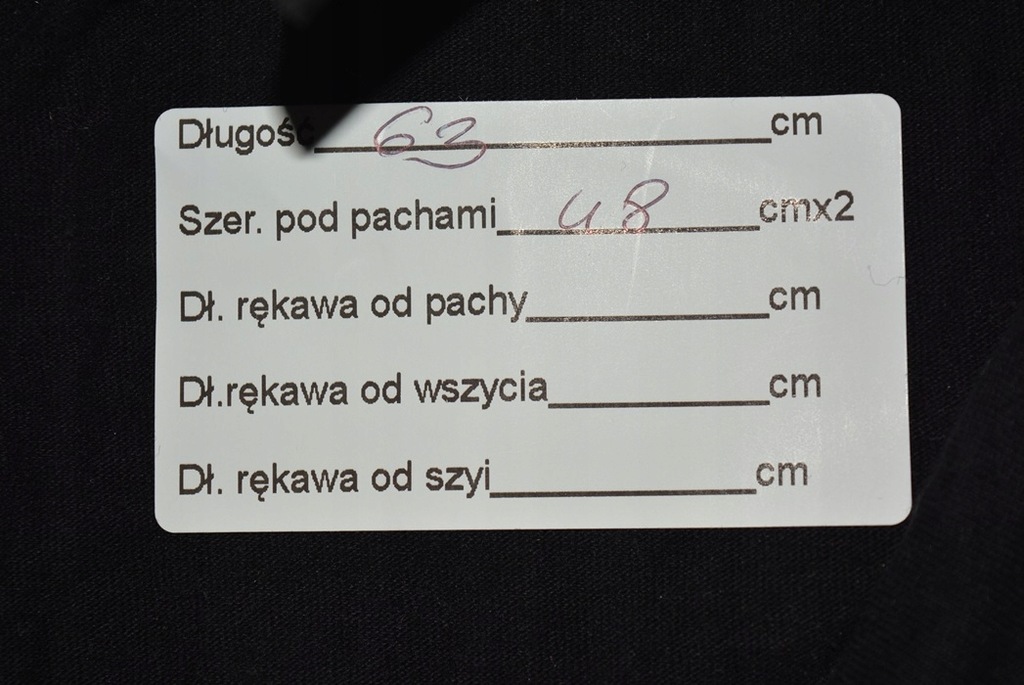 Długość 63 cm
Szer. pod pachami 48 cmx2
Dł. rękawa od pachy cm
Dł.rękawa od wszycia cm
Dł. rękawa od szyi cm